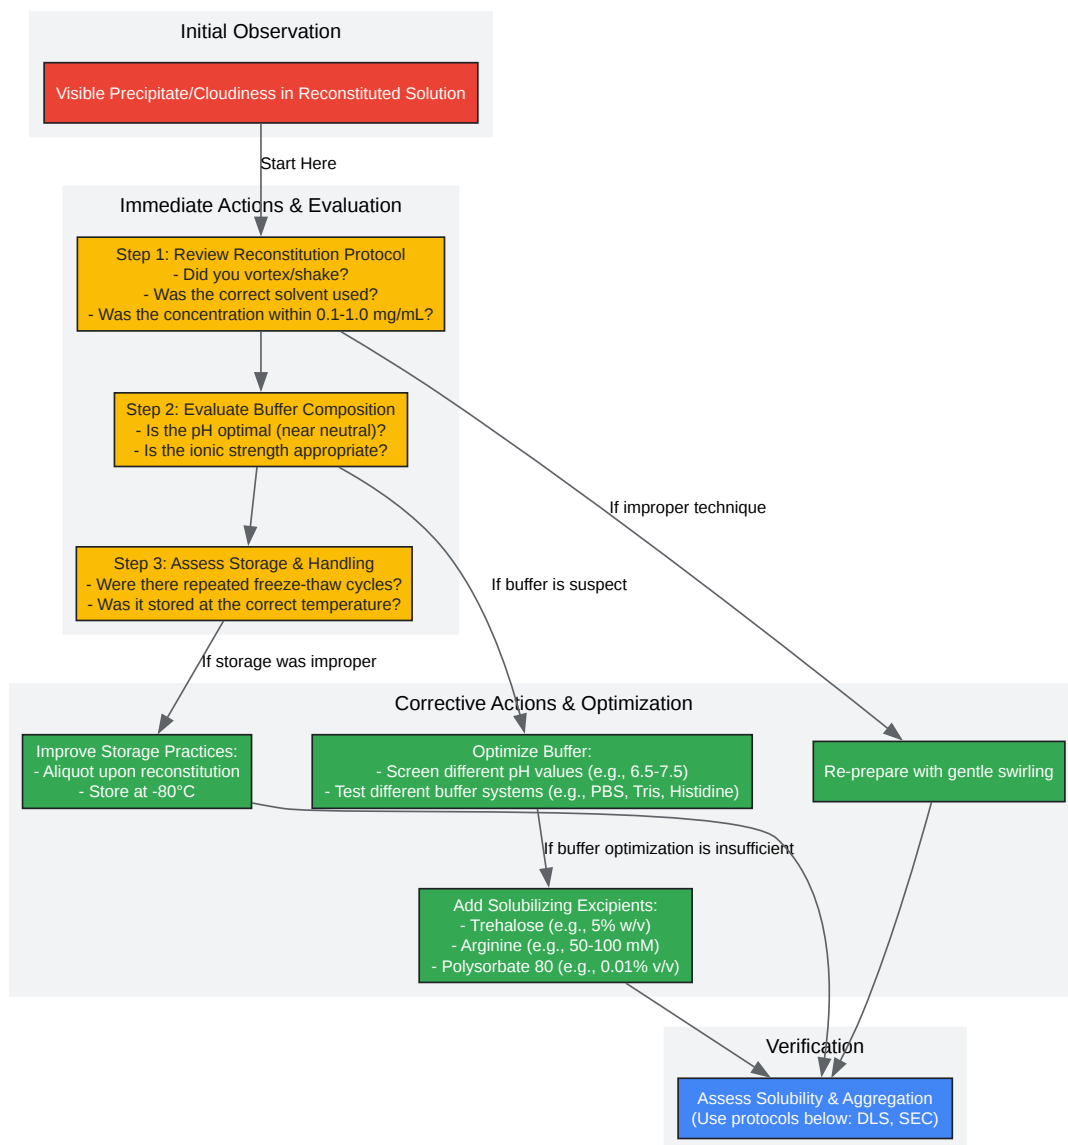 Initial Observation
Visible Precipitate/Cloudiness in Reconstituted Solution
Start Here
Immediate Actions & Evaluation
Step 1: Review Reconstitution Protocol
- Did you vortex/shake?
- Was the correct solvent used?
- Was the concentration within 0.1-1.0 mg/mL?
Step 2: Evaluate Buffer Composition
- Is the pH optimal (near neutral)?
- Is the ionic strength appropriate?
If improper technique
Step 3: Assess Storage & Handling
- Were there repeated freeze-thaw cycles?
- Was it stored at the correct temperature?
If buffer is suspect
If storage was improper
Corrective Actions & Optimization
Improve Storage Practices:
- Aliquot upon reconstitution
- Store at -80°C
Optimize Buffer:
- Screen different pH values (e.g., 6.5-7.5)
- Test different buffer systems (e.g., PBS, Tris, Histidine)
Re-prepare with gentle swirling
If buffer optimization is insufficient
Add Solubilizing Excipients:
- Trehalose (e.g., 5% w/v)
- Arginine (e.g., 50-100 mM)
- Polysorbate 80 (e.g., 0.01% v/v)
Verification
Assess Solubility & Aggregation
(Use protocols below: DLS, SEC)